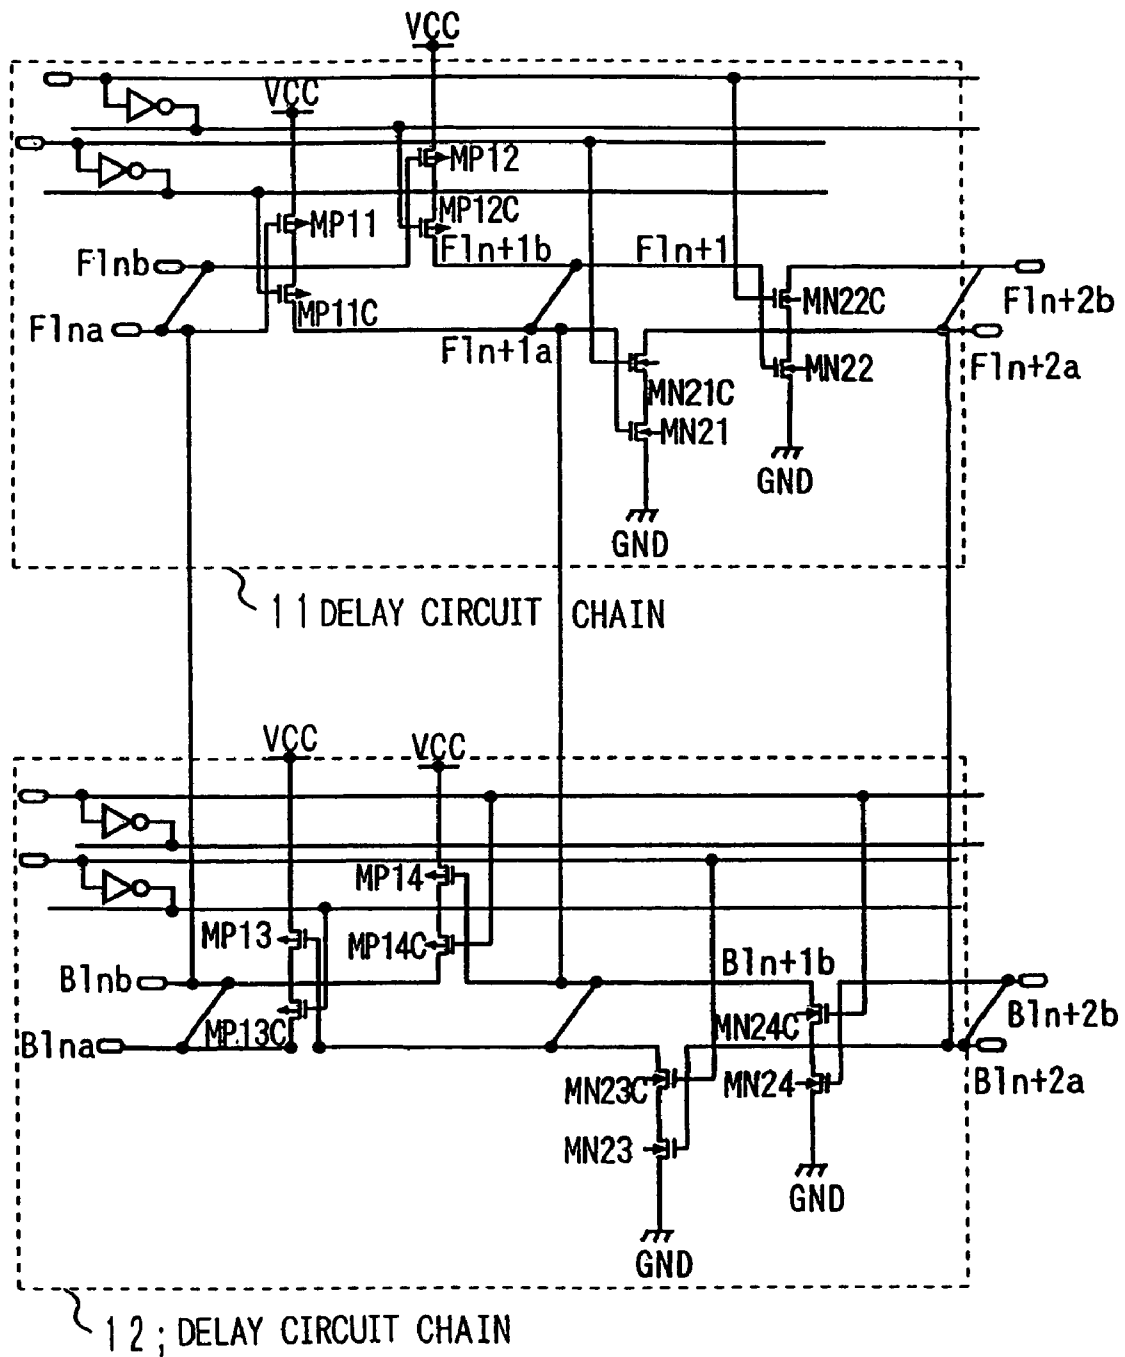 VCC
VCC
MP12
MP12C
MP11
Flnb
Fln+1b
Fln+1
MN22C
Fln+2b
MP11C
Flna
Fln+1a
MN22
Fln+2a
MN21C
MN21
GND
GND
11 DELAY CIRCUIT CHAIN
VCC
VCC
MP14
MP13
MP14C
Blnb
Bln+1b
Bln+2b
MN24C
MP13C
Blna
Bln+2a
MN23C
MN24
MN23
GND
GND
12; DELAY CIRCUIT CHAIN